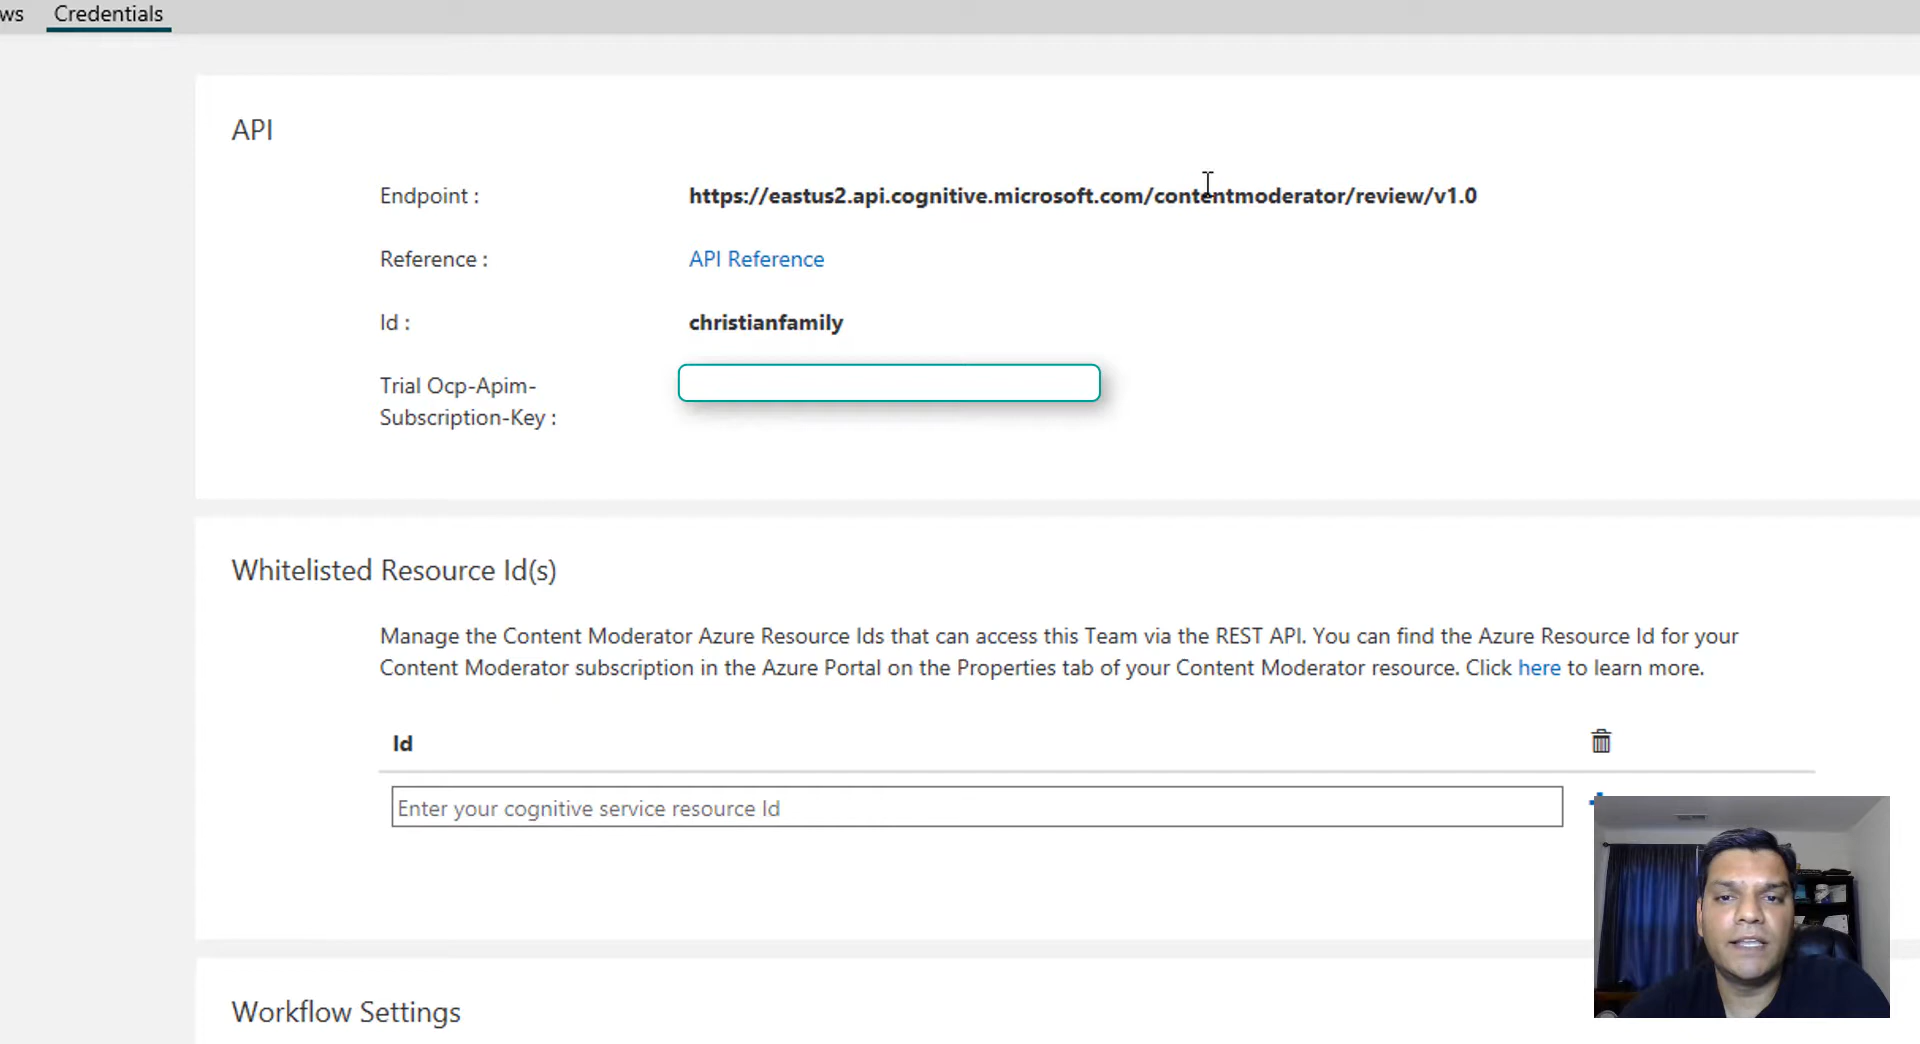 ws Credentials
API
Endpoint : https://eastus2.api.cognitive.microsoft.com/contentmoderator/review/v1.0
Reference : API Reference
Id : christianfamily
Trial Ocp-Apim-
Subscription-Key :
Whitelisted Resource Id(s)
Manage the Content Moderator Azure Resource Ids that can access this Team via the REST API. You can find the Azure Resource Id for your
Content Moderator subscription in the Azure Portal on the Properties tab of your Content Moderator resource. Click here to learn more.
Id
Enter your cognitive service resource Id
Workflow Settings